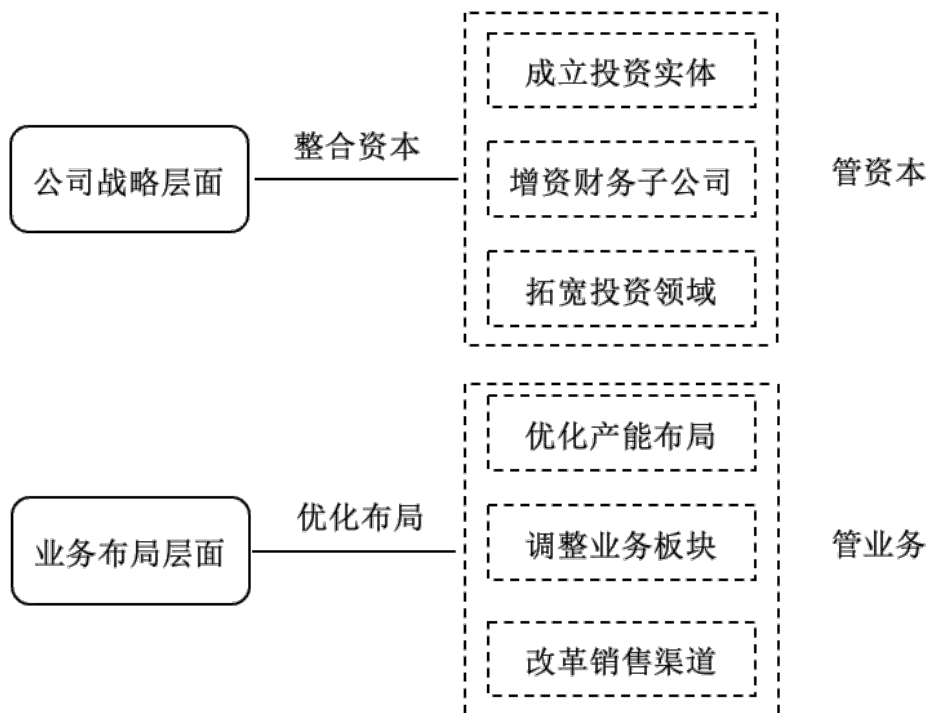 成立投资实体
整合资本
公司战略层面
增资财务子公司
管资本
拓宽投资领域
优化产能布局
优化布局
业务布局层面
调整业务板块
管业务
改革销售渠道